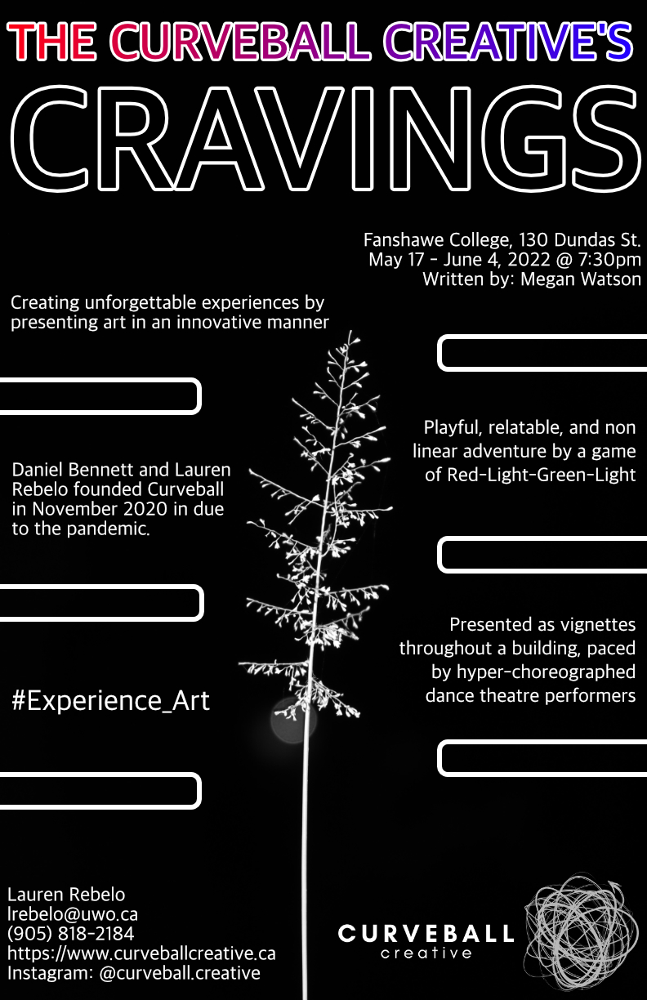 THE CURVEBALL CREATIVE'S
CRAVINGS
Fanshawe College, 130 Dundas St.
May 17 - June 4, 2022 @ 7:30pm
Written by: Megan Watson
Creating unforgettable experiences by
presenting art in an innovative manner
Playful, relatable, and non
linear adventure by a game
of Red-Light-Green-Light
Daniel Bennett and Lauren
Rebelo founded Curveball
in November 2020 in due
to the pandemic.
Presented as vignettes
throughout a building, paced
by hyper-choreographed
dance theatre performers
#Experience_Art
Lauren Rebelo
lrebelo@uwo.ca
(905) 818-2184
https://www.curveballcreative.ca
Instagram: @curveball.creative
CURVEBALL
creative